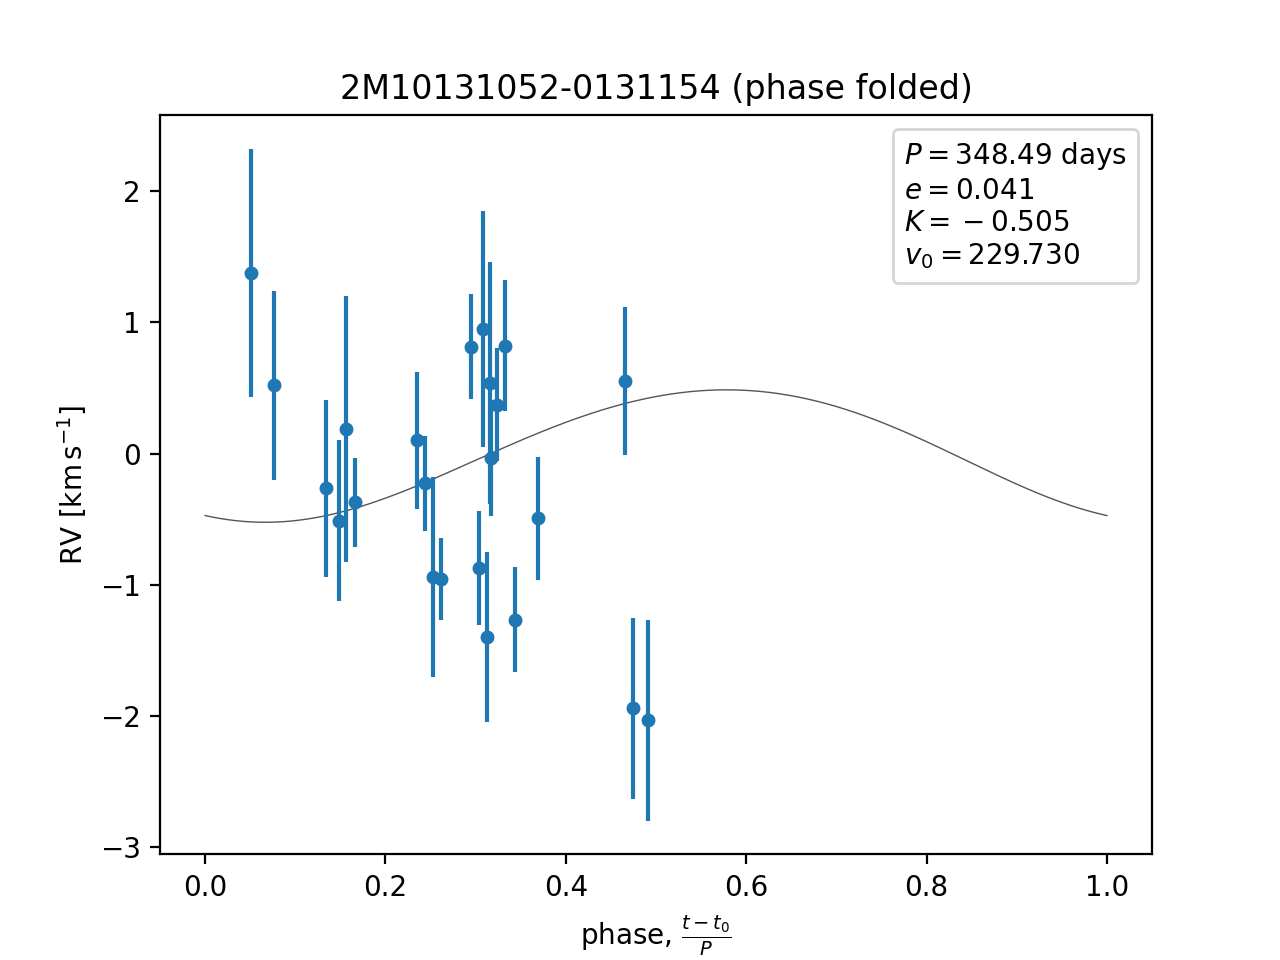 2M10131052-0131154 (phase folded)
P = 348.49 days
e = 0.041
K = −0.505
v₀ = 229.730
2
1
0
−1
−2
−3
RV [km s⁻¹]
0.0 0.2 0.4 0.6 0.8 1.0
phase, (t − t₀)/P